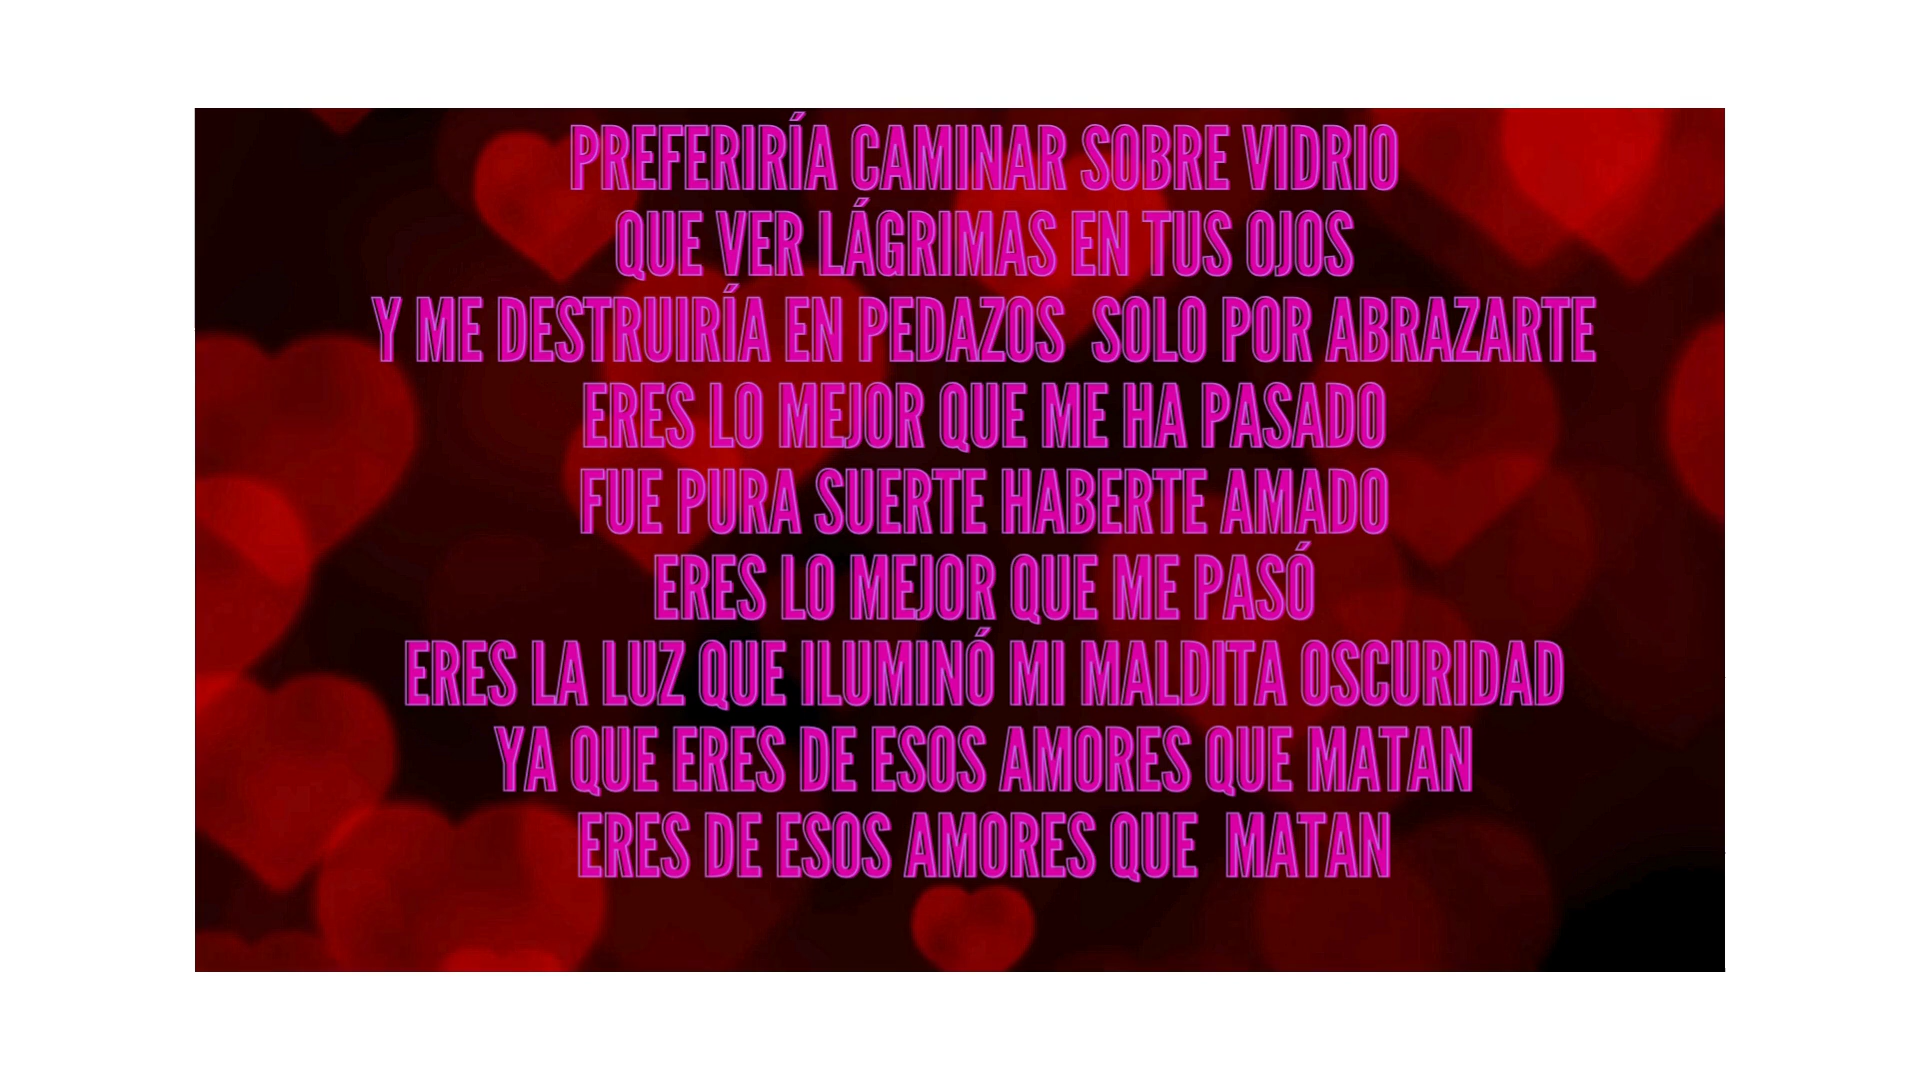 PREFERIRÍA CAMINAR SOBRE VIDRIO
QUE VER LÁGRIMAS EN TUS OJOS
Y ME DESTRUIRÍA EN PEDAZOS SOLO POR ABRAZARTE
ERES LO MEJOR QUE ME HA PASADO
FUE PURA SUERTE HABERTE AMADO
ERES LO MEJOR QUE ME PASÓ
ERES LA LUZ QUE ILUMINÓ MI MALDITA OSCURIDAD
YA QUE ERES DE ESOS AMORES QUE MATAN
ERES DE ESOS AMORES QUE MATAN